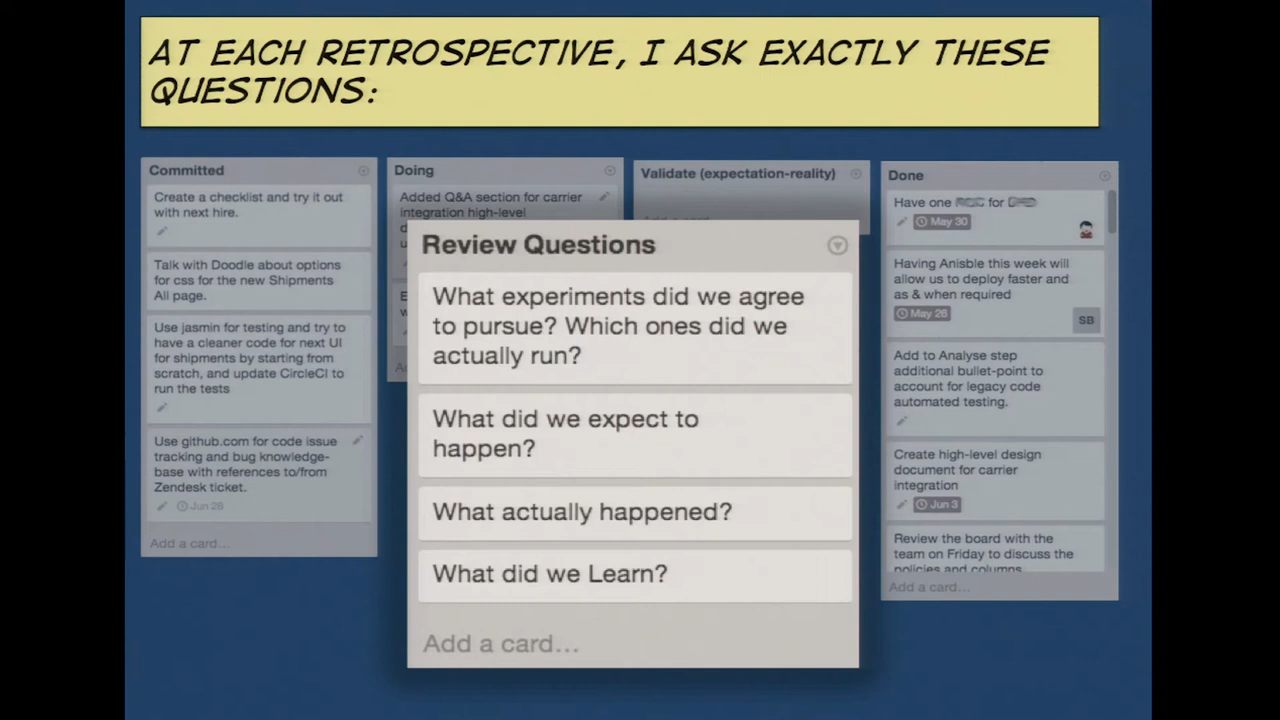 AT EACH RETROSPECTIVE, I ASK EXACTLY THESE
QUESTIONS:
Committed
Create a checklist and try it out
with next hire.
Talk with Doodle about options
for css for the new Shipments
All page.
Use jasmin for testing and try to
have a cleaner code for next UI
for shipments by starting from
scratch, and update CircleCI to
run the tests
Use github.com for code issue
tracking and bug knowledge-
base with references to/from
Zendesk ticket.
Jun 28
Add a card...
Doing
Added Q&A section for carrier
integration high-level
Validate (expectation-reality)
Add a card
Review Questions
What experiments did we agree
to pursue? Which ones did we
actually run?
What did we expect to
happen?
What actually happened?
What did we Learn?
Add a card...
Done
Have one for
May 30
Having Anisble this week will
allow us to deploy faster and
as & when required
May 26
SB
Add to Analyse step
additional bullet-point to
account for legacy code
automated testing.
Create high-level design
document for carrier
integration
Jun 3
Review the board with the
team on Friday to discuss the
policies and columns
Add a card...